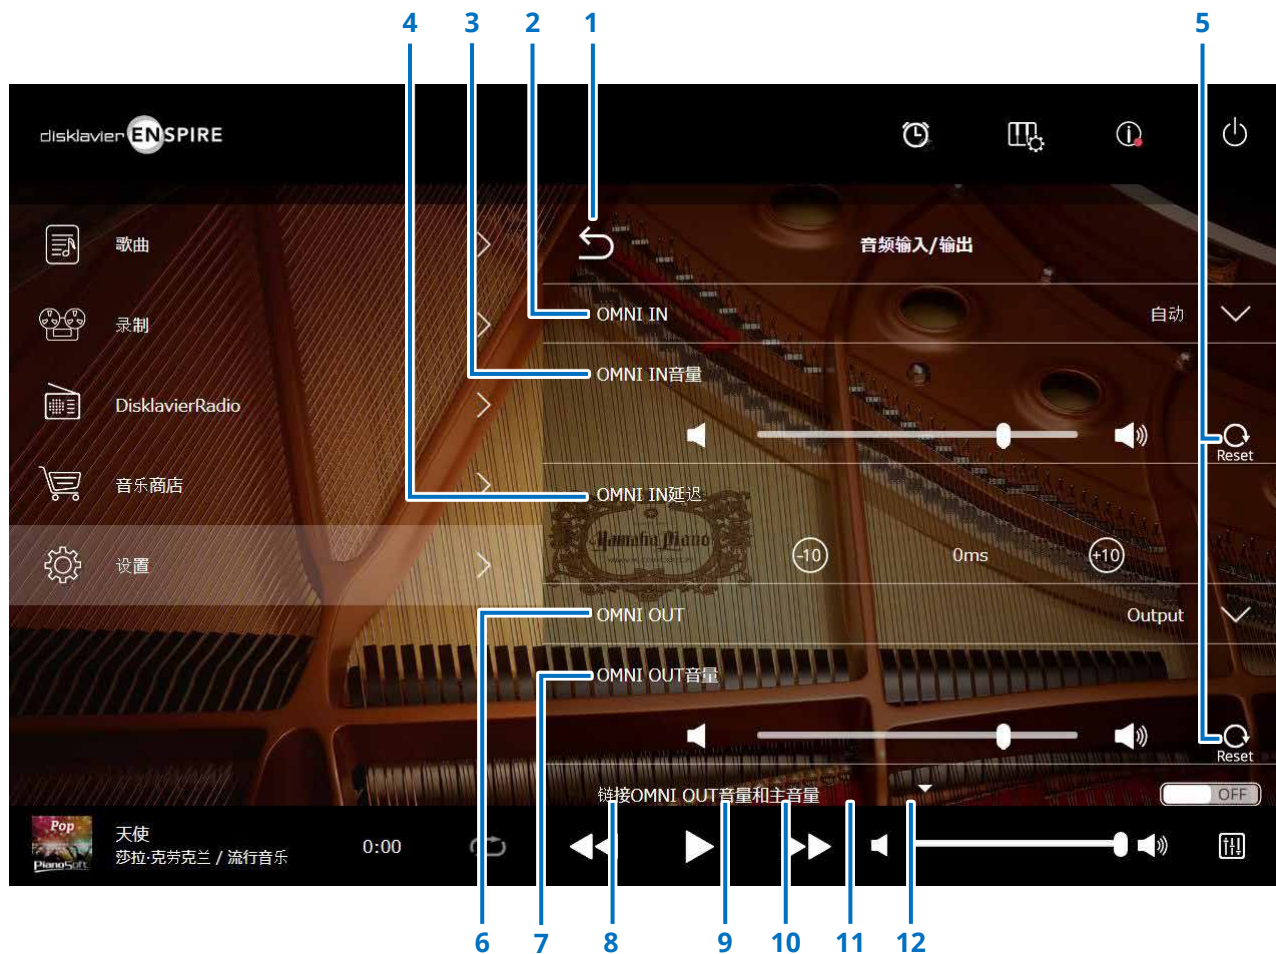 4 3 2 1 5
disklavier ENSPIRE
歌曲
音频输入/输出
OMNI IN 自动
录制
OMNI IN音量
DisklavierRadio
Reset
音乐商店
OMNI IN延迟
Yamaha Piano
-10 0ms +10
设置
OMNI OUT Output
OMNI OUT音量
Reset
链接OMNI OUT音量和主音量 OFF
Pop
PianoSoft
天使
莎拉·克劳克兰 / 流行音乐
0:00
6 7 8 9 10 11 12